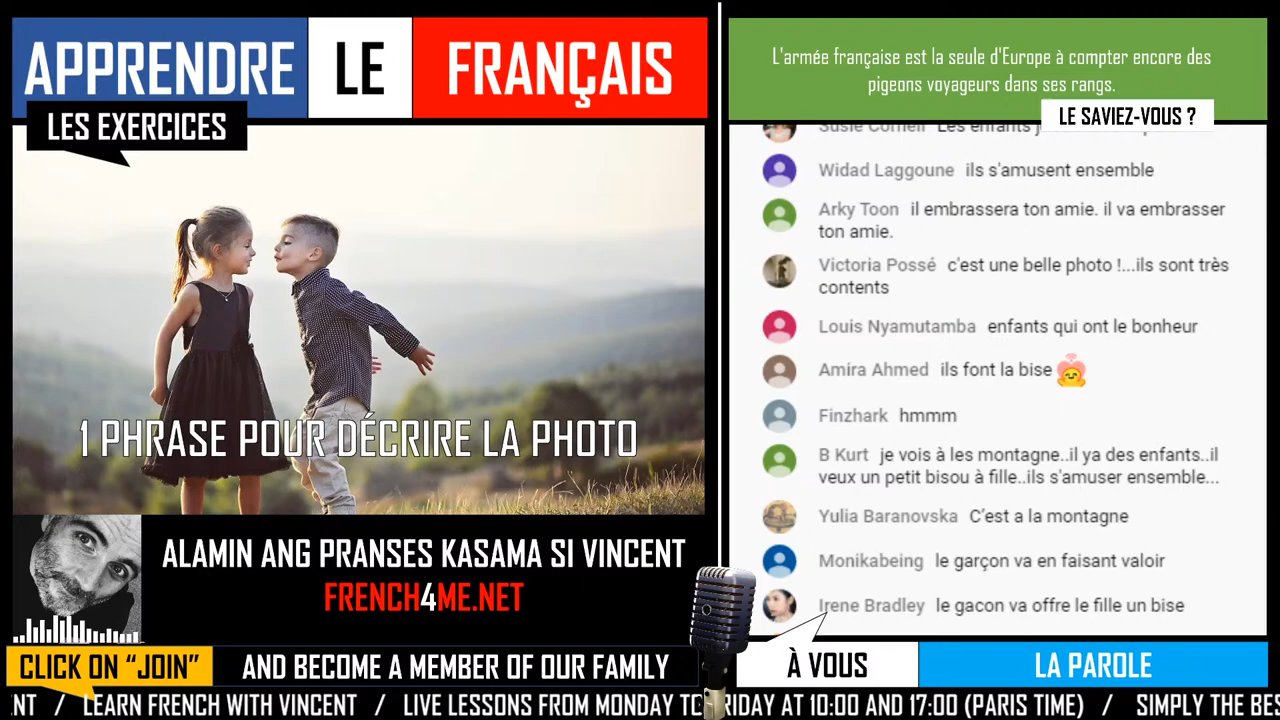 APPRENDRE LE FRANÇAIS
LES EXERCICES
1 PHRASE POUR DÉCRIRE LA PHOTO
ALAMIN ANG PRANSES KASAMA SI VINCENT
FRENCH4ME.NET
CLICK ON “JOIN” AND BECOME A MEMBER OF OUR FAMILY
L'armée française est la seule d'Europe à compter encore des
pigeons voyageurs dans ses rangs.
LE SAVIEZ-VOUS ?
Les enfants
Widad Laggoune ils s'amusent ensemble
Arky Toon il embrassera ton amie. il va embrasser
ton amie.
Victoria Possé c'est une belle photo !...ils sont très
contents
Louis Nyamutamba enfants qui ont le bonheur
Amira Ahmed ils font la bise
Finzhark hmmm
B Kurt je vois à les montagne..il ya des enfants..il
veux un petit bisou à fille..ils s'amuser ensemble...
Yulia Baranovska C'est a la montagne
Monikabeing le garçon va en faisant valoir
Irene Bradley le gacon va offre le fille un bise
À VOUS LA PAROLE
NT / LEARN FRENCH WITH VINCENT / LIVE LESSONS FROM MONDAY TO RIDAY AT 10:00 AND 17:00 (PARIS TIME) / SIMPLY THE BES